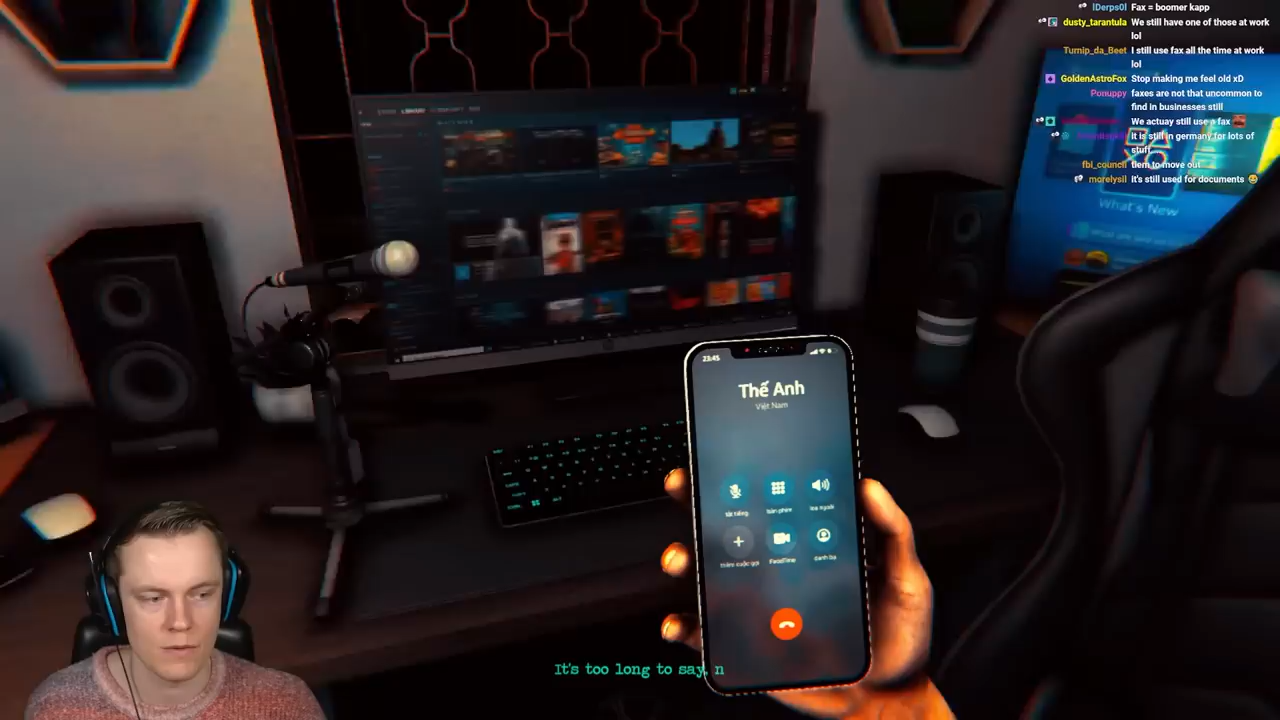 lDerps0l Fax = boomer kapp
dusty_tarantula We still have one of those at work
lol
Turnip_da_Beet I still use fax all the time at work
lol
GoldenAstroFox Stop making me feel old xD
Ponuppy faxes are not that uncommon to
find in businesses still
We actuay still use a fax
It is still in germany for lots of
stuff
fbi_council tlem to move out
morelysil It's still used for documents
What's New
LIBRARY
23:45
Thế Anh
Việt Nam
tắt tiếng bàn phím loa ngoài
thêm cuộc gọi FaceTime danh bạ
It's too long to say, n